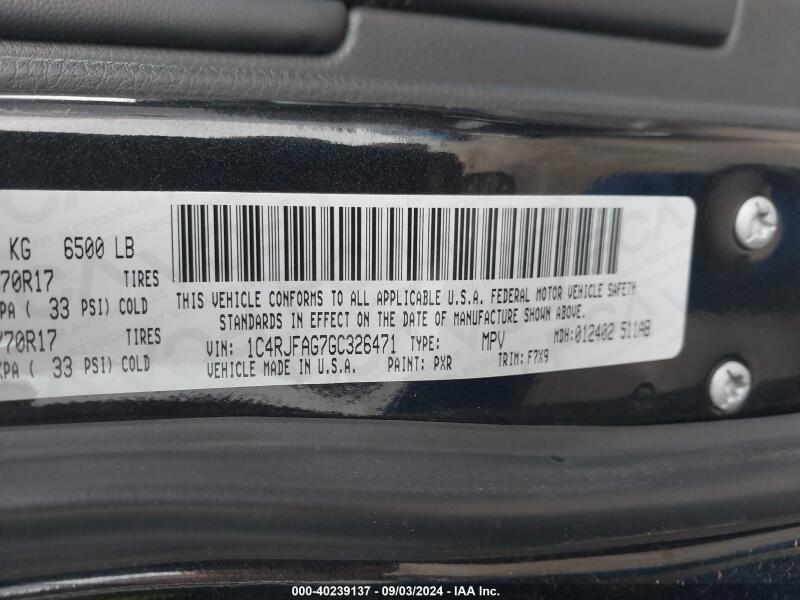 KG 6500 LB
70R17 TIRES
KPA ( 33 PSI) COLD
/70R17 TIRES
KPA ( 33 PSI) COLD
THIS VEHICLE CONFORMS TO ALL APPLICABLE U.S.A. FEDERAL MOTOR VEHICLE SAFETY
STANDARDS IN EFFECT ON THE DATE OF MANUFACTURE SHOWN ABOVE.
VIN: 1C4RJFAG7GC326471 TYPE: MPV MDH:012402 511AB
VEHICLE MADE IN U.S.A. PAINT: PXR TRIM: F7X9
000-40239137 - 09/03/2024 - IAA Inc.